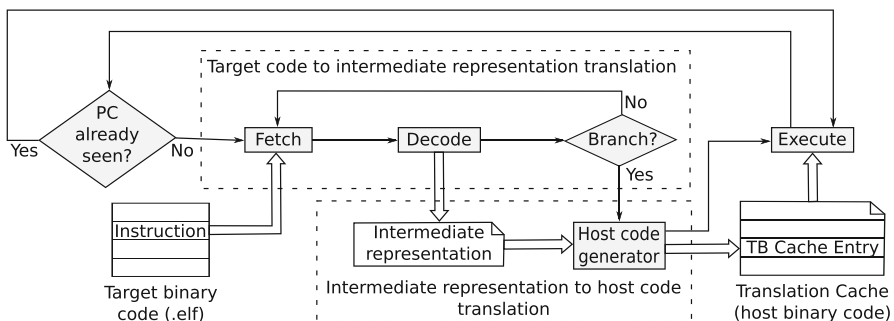 Target code to intermediate representation translation
PC
already
seen?
Yes
No
Fetch
Decode
Branch?
No
Yes
Execute
Instruction
Target binary
code (.elf)
Intermediate
representation
Host code
generator
Intermediate representation to host code
translation
TB Cache Entry
Translation Cache
(host binary code)